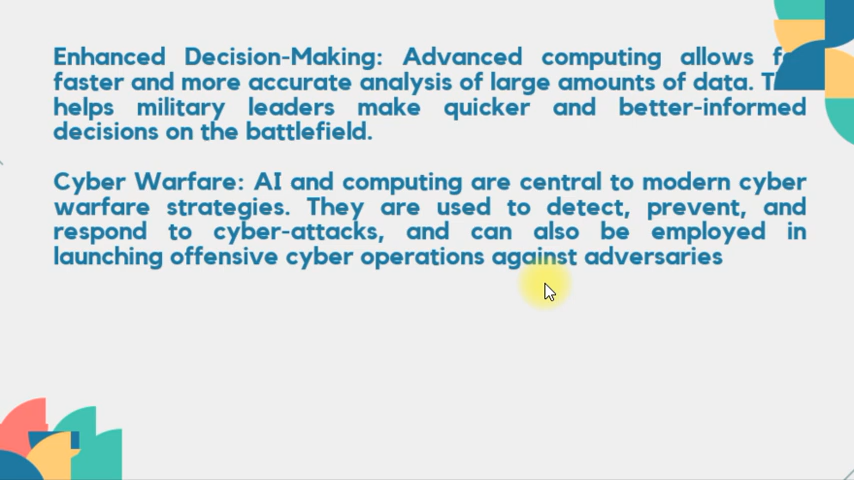 Enhanced Decision-Making: Advanced computing allows
faster and more accurate analysis of large amounts of data.
helps military leaders make quicker and better-informed
decisions on the battlefield.
Cyber Warfare: AI and computing are central to modern cyber
warfare strategies. They are used to detect, prevent, and
respond to cyber-attacks, and can also be employed in
launching offensive cyber operations against adversaries